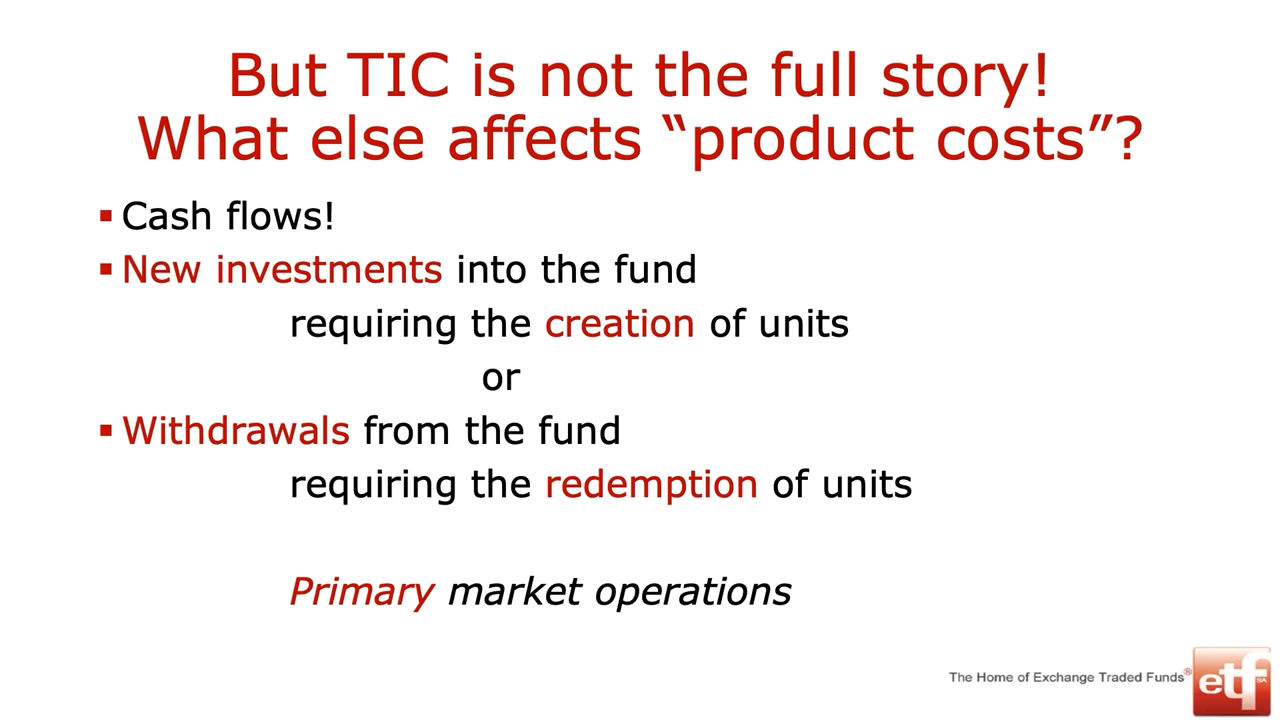 But TIC is not the full story!
What else affects “product costs”?
▪ Cash flows!
▪ New investments into the fund
requiring the creation of units
or
▪ Withdrawals from the fund
requiring the redemption of units
Primary market operations
The Home of Exchange Traded Funds®
etf
SA